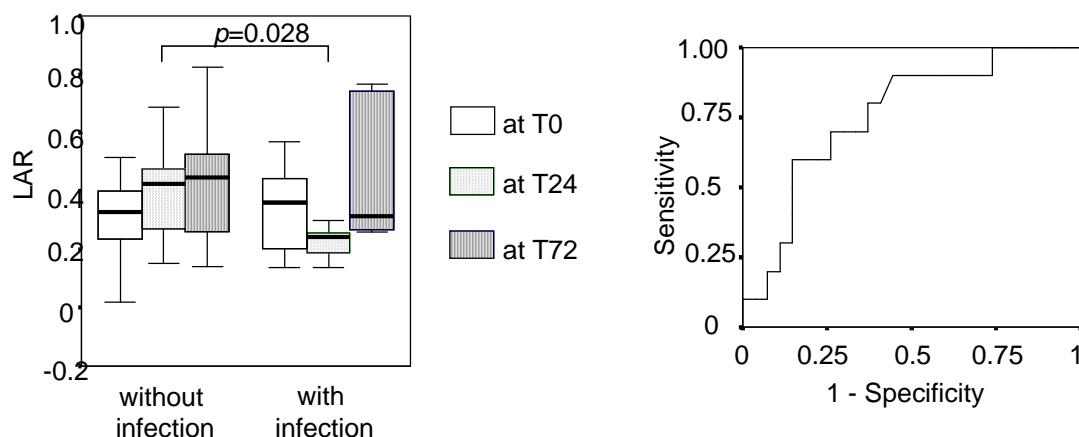 1.0
0.8
0.6
0.4
0.2
0
-0.2
LAR
p=0.028
without
infection
with
infection
at T0
at T24
at T72
1.00
0.75
0.5
0.25
0
Sensitivity
0
0.25
0.5
0.75
1
1 - Specificity